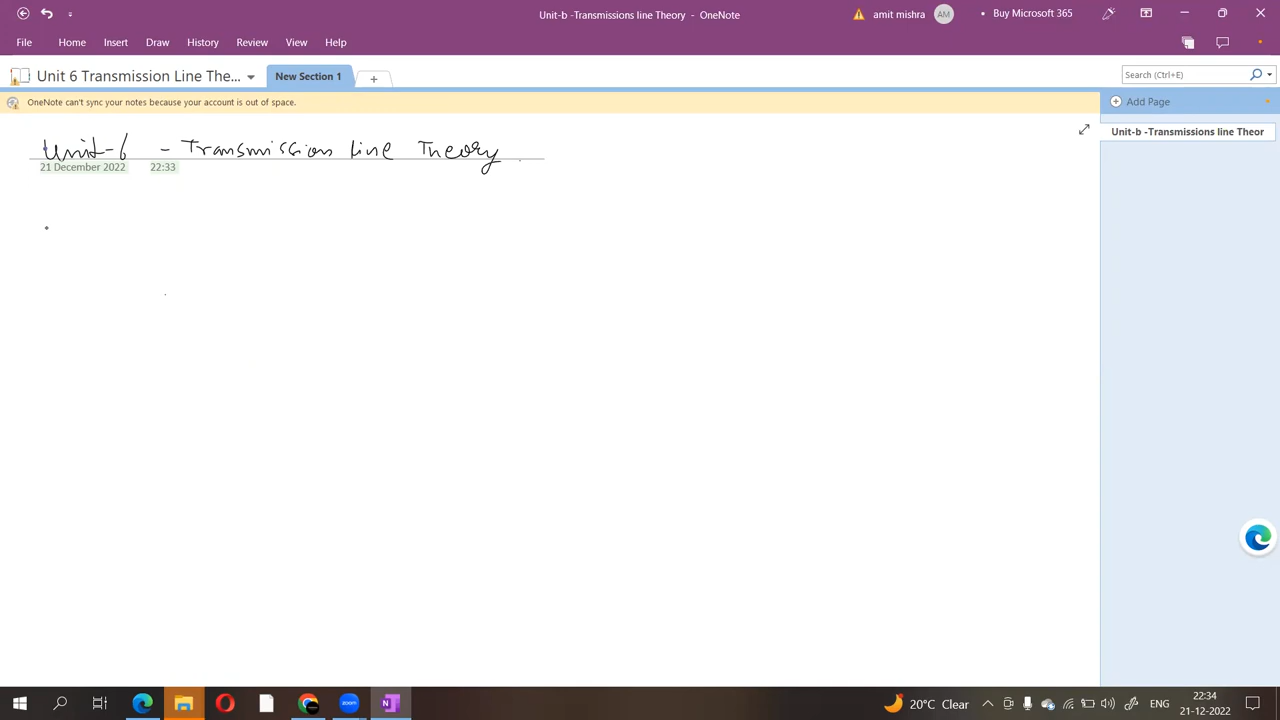 Unit-b -Transmissions line Theory - OneNote
amit mishra
AM
Buy Microsoft 365
File
Home
Insert
Draw
History
Review
View
Help
Unit 6 Transmission Line The...
New Section 1
Search (Ctrl+E)
OneNote can't sync your notes because your account is out of space.
Add Page
Unit-b -Transmissions line Theor
Unit-6 - Transmission Line Theory
21 December 2022 22:33
zoom
20°C Clear
ENG
22:34
21-12-2022